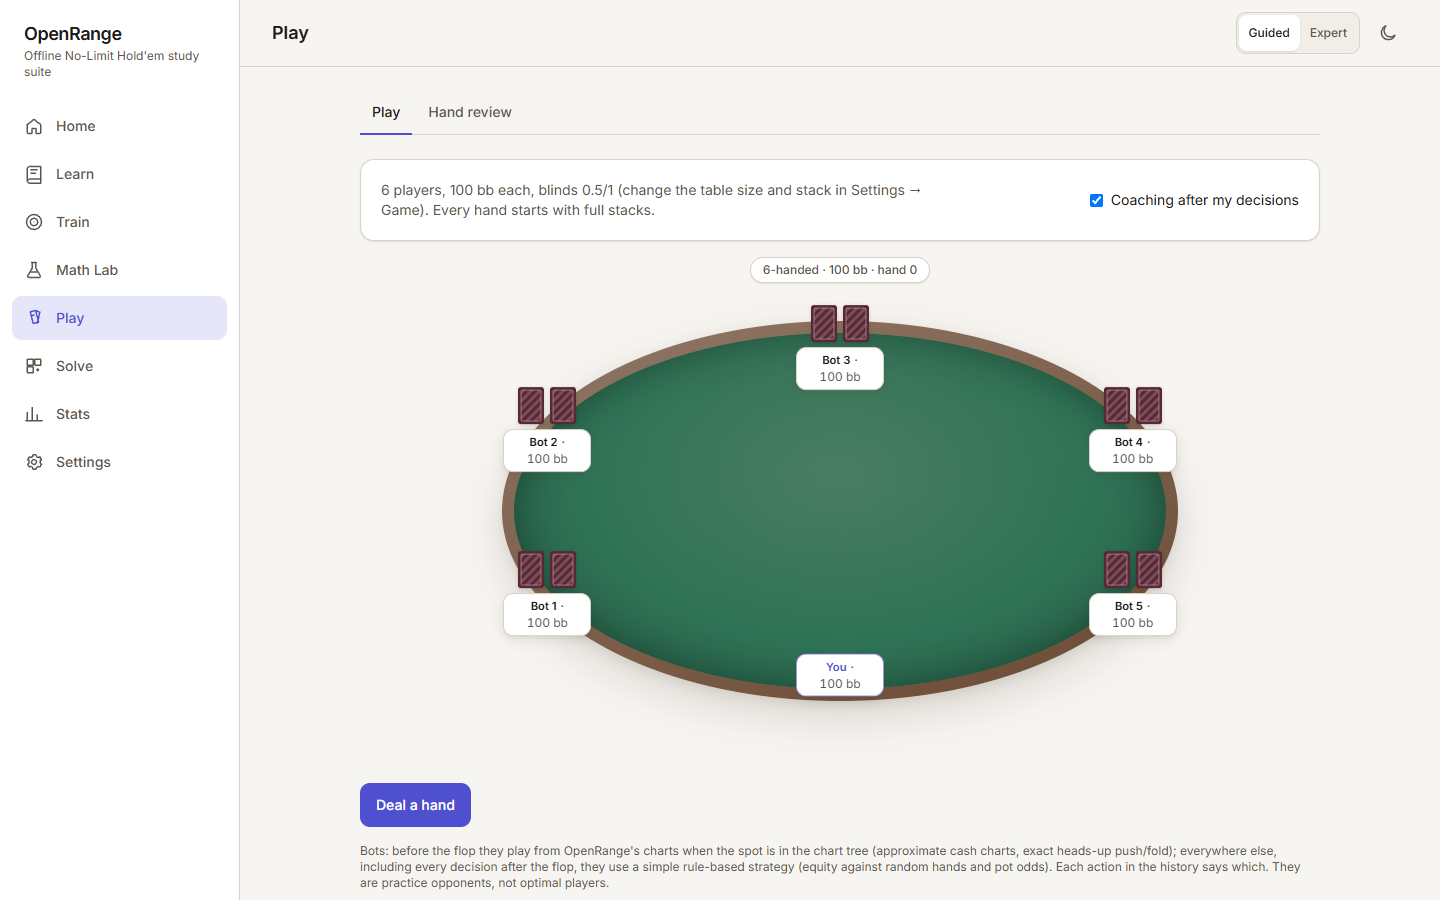 OpenRange
Offline No-Limit Hold'em study
suite
Home
Learn
Train
Math Lab
Play
Solve
Stats
Settings
Play
Guided
Expert
Play
Hand review
6 players, 100 bb each, blinds 0.5/1 (change the table size and stack in Settings →
Game). Every hand starts with full stacks.
Coaching after my decisions
6-handed · 100 bb · hand 0
Bot 3 ·
100 bb
Bot 2 ·
100 bb
Bot 4 ·
100 bb
Bot 1 ·
100 bb
Bot 5 ·
100 bb
You ·
100 bb
Deal a hand
Bots: before the flop they play from OpenRange's charts when the spot is in the chart tree (approximate cash charts, exact heads-up push/fold); everywhere else,
including every decision after the flop, they use a simple rule-based strategy (equity against random hands and pot odds). Each action in the history says which. They
are practice opponents, not optimal players.